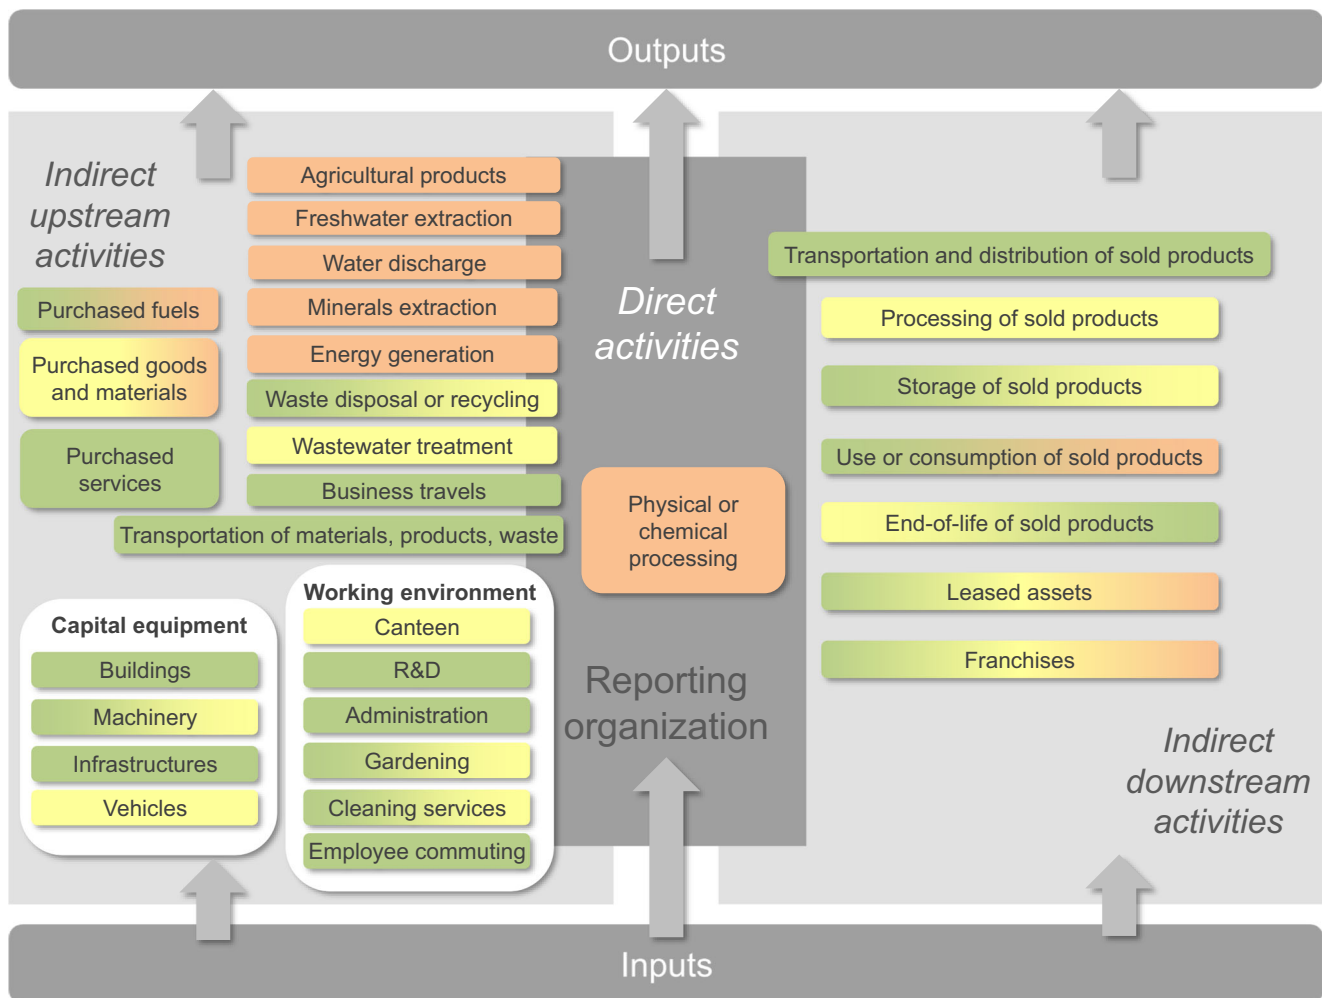 Outputs
Indirect
upstream
activities
Agricultural products
Freshwater extraction
Water discharge
Minerals extraction
Energy generation
Waste disposal or recycling
Wastewater treatment
Business travels
Transportation of materials, products, waste
Purchased fuels
Purchased goods
and materials
Purchased
services
Capital equipment
Buildings
Machinery
Infrastructures
Vehicles
Working environment
Canteen
R&D
Administration
Gardening
Cleaning services
Employee commuting
Direct
activities
Physical or
chemical
processing
Reporting
organization
Transportation and distribution of sold products
Processing of sold products
Storage of sold products
Use or consumption of sold products
End-of-life of sold products
Leased assets
Franchises
Indirect
downstream
activities
Inputs